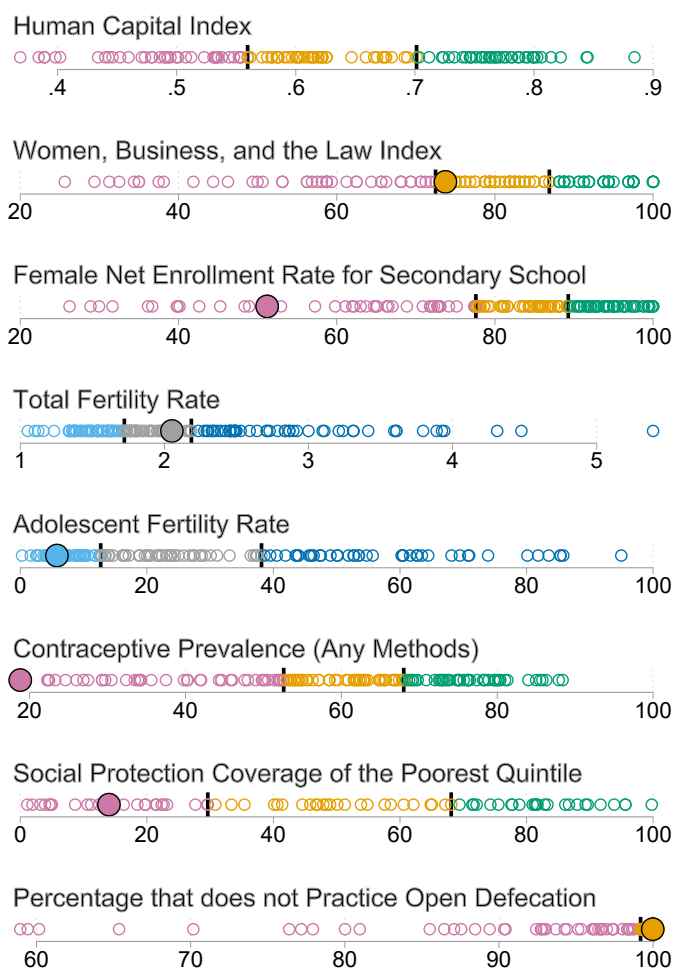 Human Capital Index
.4 .5 .6 .7 .8 .9
Women, Business, and the Law Index
20 40 60 80 100
Female Net Enrollment Rate for Secondary School
20 40 60 80 100
Total Fertility Rate
1 2 3 4 5
Adolescent Fertility Rate
0 20 40 60 80 100
Contraceptive Prevalence (Any Methods)
20 40 60 80 100
Social Protection Coverage of the Poorest Quintile
0 20 40 60 80 100
Percentage that does not Practice Open Defecation
60 70 80 90 100